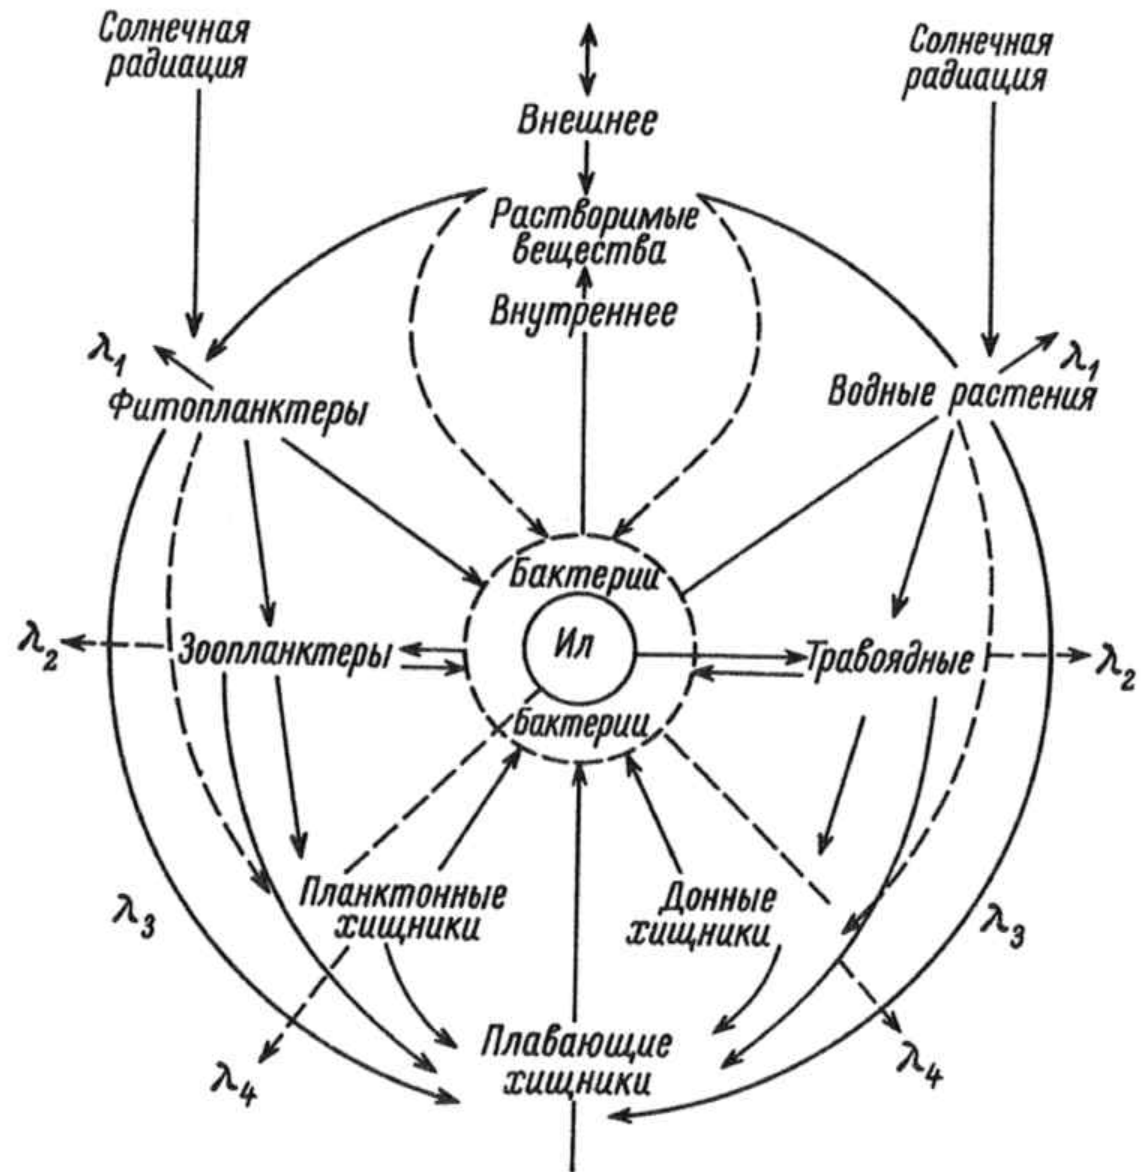 Солнечная
радиация
Солнечная
радиация
Внешнее
Растворимые
вещества
Внутреннее
λ1
λ1
Фитопланктеры
Водные растения
Бактерии
λ2
Зоопланктеры
Ил
Травоядные
λ2
Бактерии
λ3
Планктонные
хищники
Донные
хищники
λ3
Плавающие
хищники
λ4
λ4